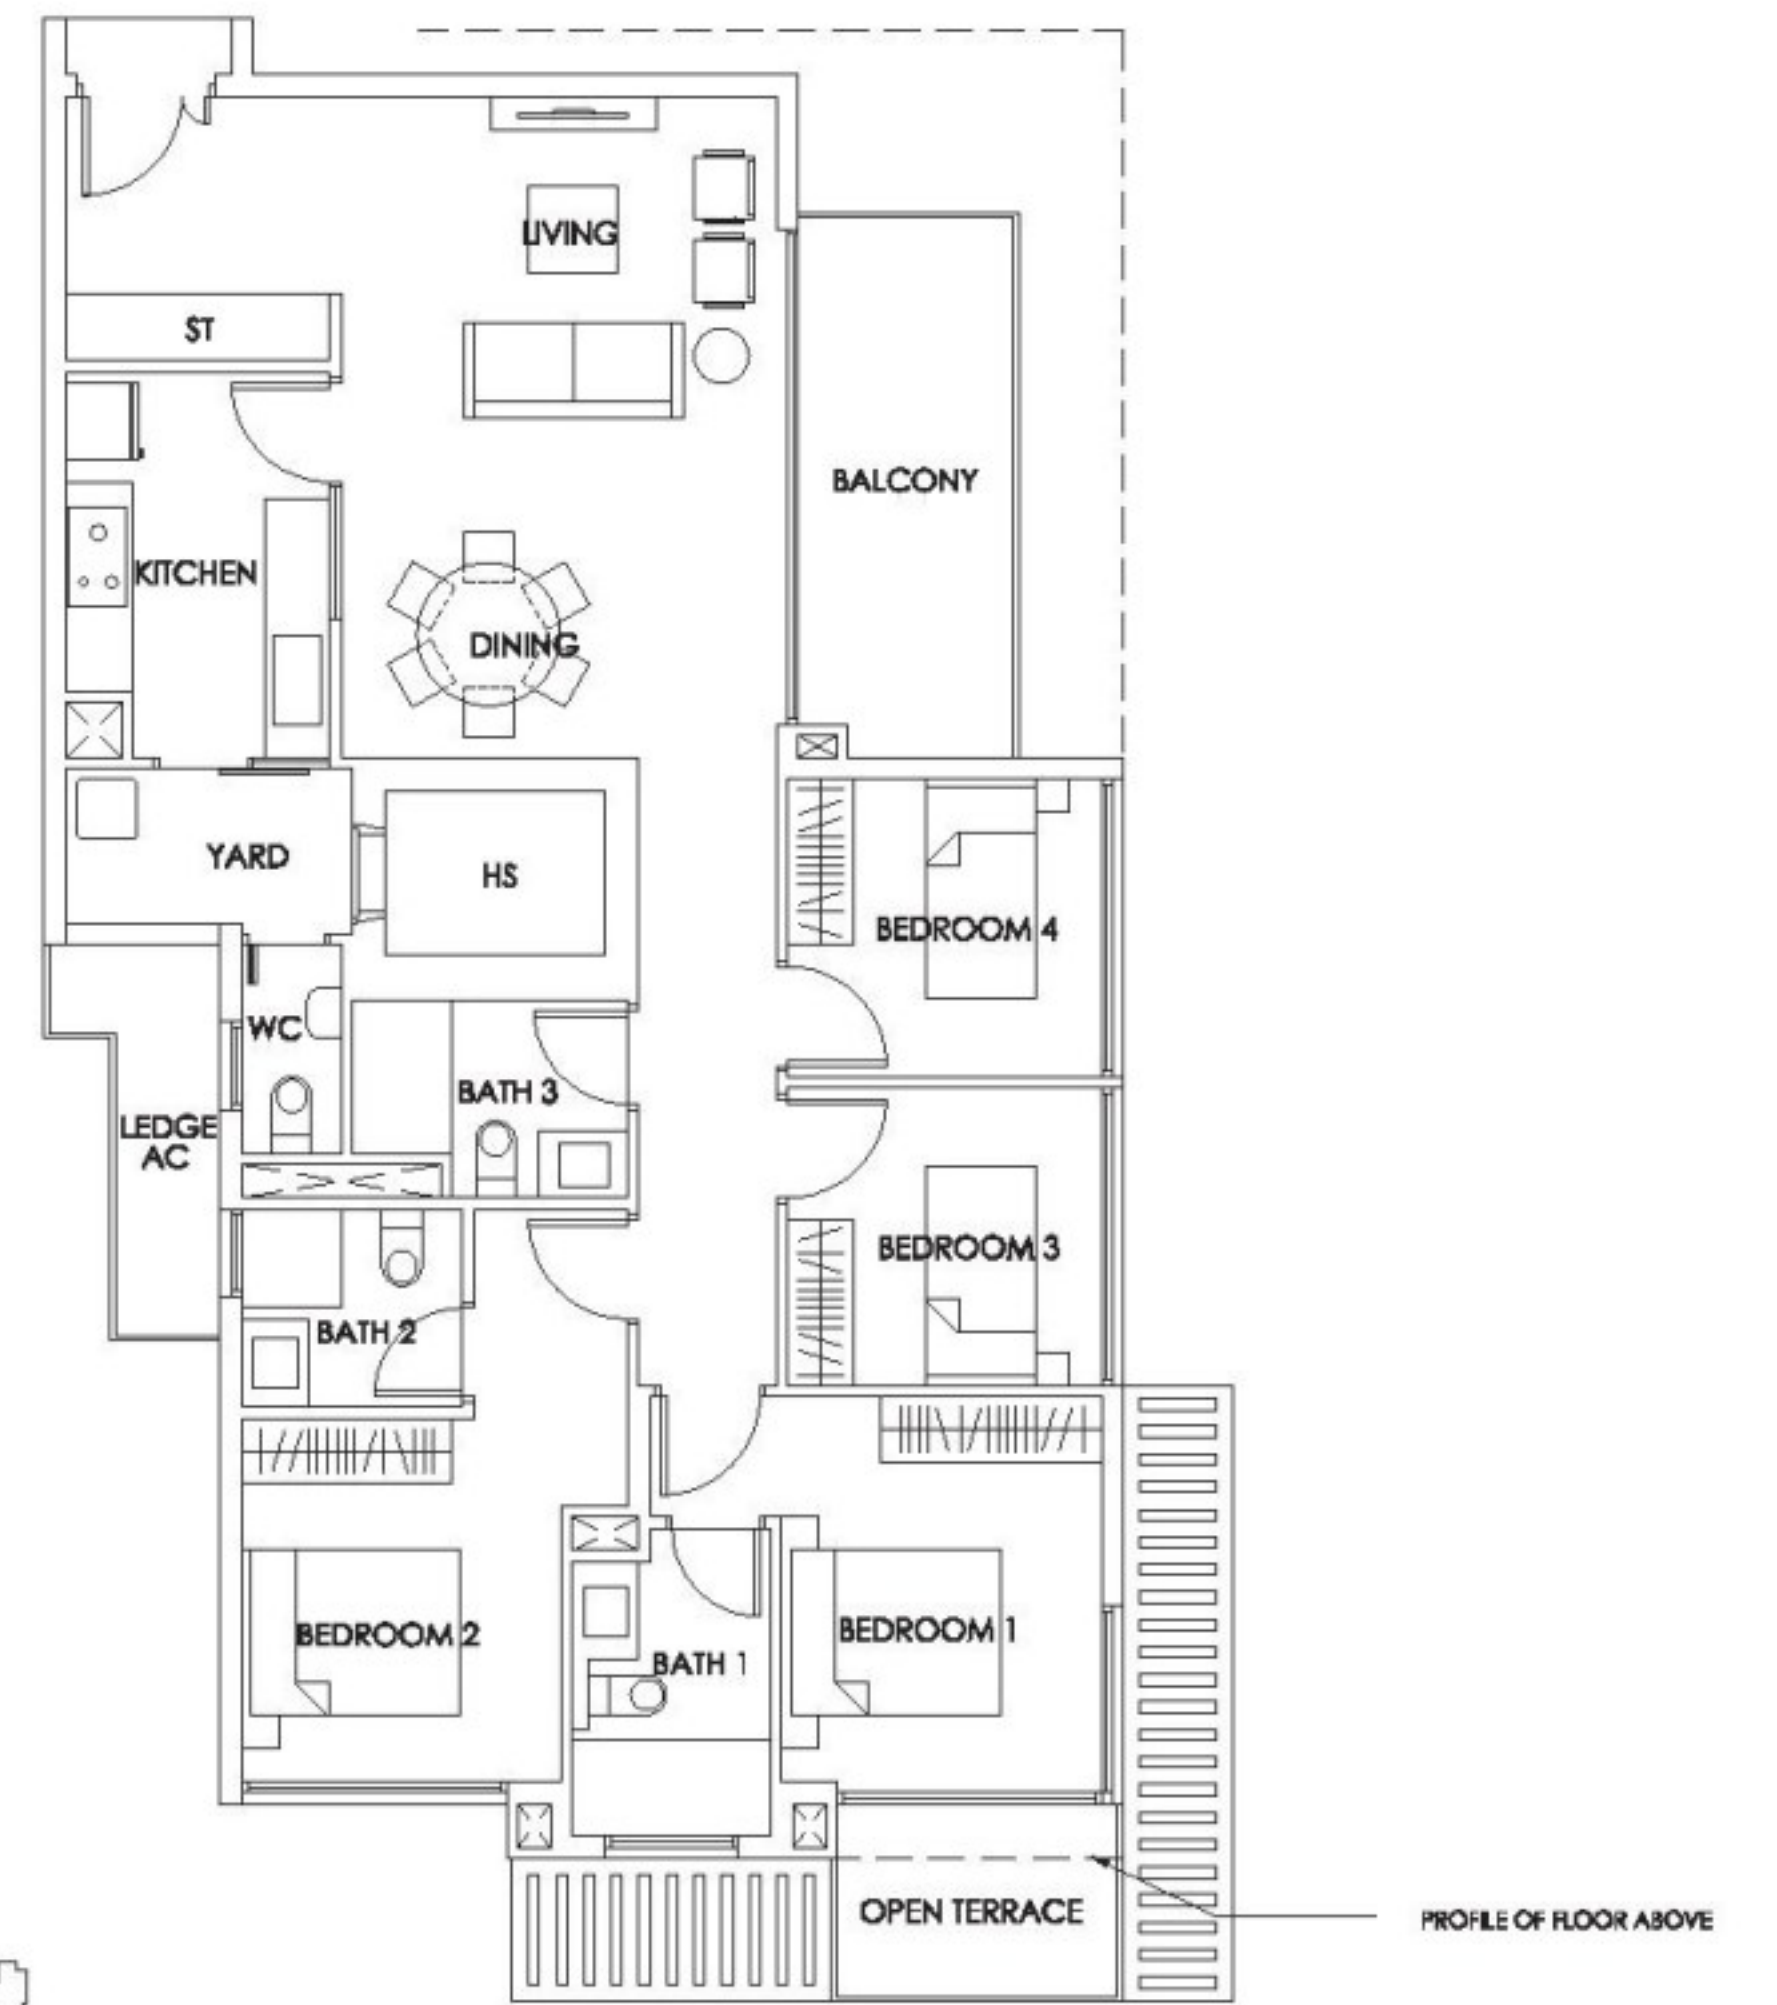 LIVING
ST
BALCONY
KITCHEN
DINING
YARD
HS
BEDROOM 4
WC
BATH 3
LEDGE
AC
BEDROOM 3
BATH 2
BEDROOM 2
BEDROOM 1
BATH 1
OPEN TERRACE
PROFILE OF FLOOR ABOVE